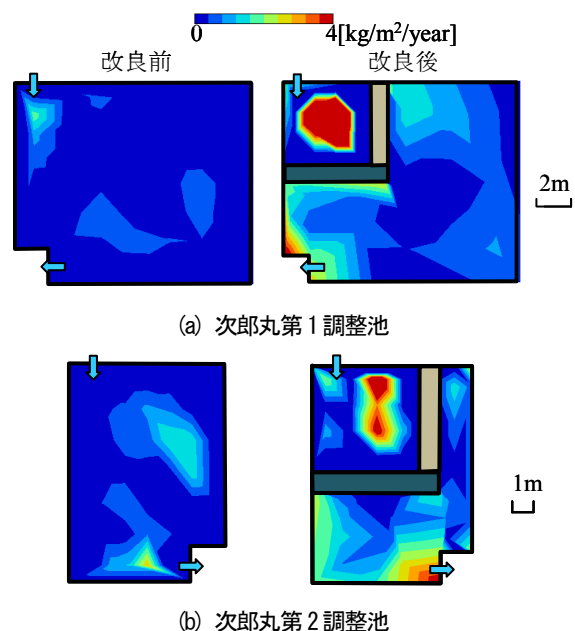 0 4[kg/m²/year]
改良前 改良後
2m
(a) 次郎丸第1調整池
1m
(b) 次郎丸第2調整池